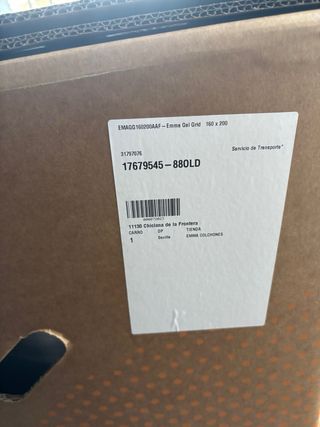 EMAGG160200AAF - Emma Gel Grid 160 x 200
31797076
Servicio de Transporte*
17679545-88OLD
11130 Chiclana de la Frontera
CARRO DP TIENDA
1 Sevilla EMMA COLCHONES